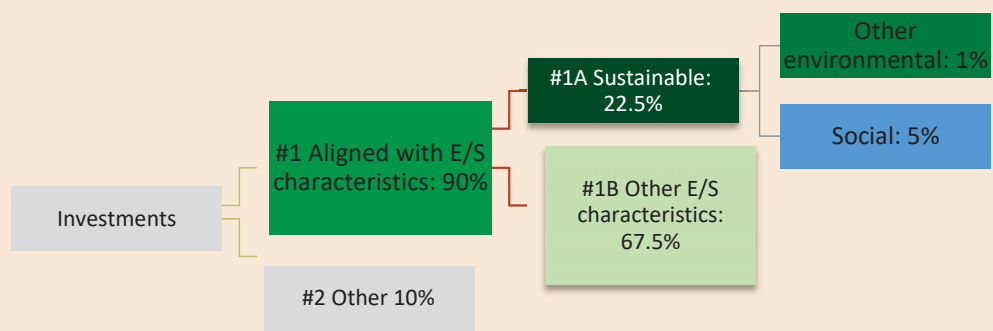 Investments
#1 Aligned with E/S
characteristics: 90%
#2 Other 10%
#1A Sustainable:
22.5%
#1B Other E/S
characteristics:
67.5%
Other
environmental: 1%
Social: 5%